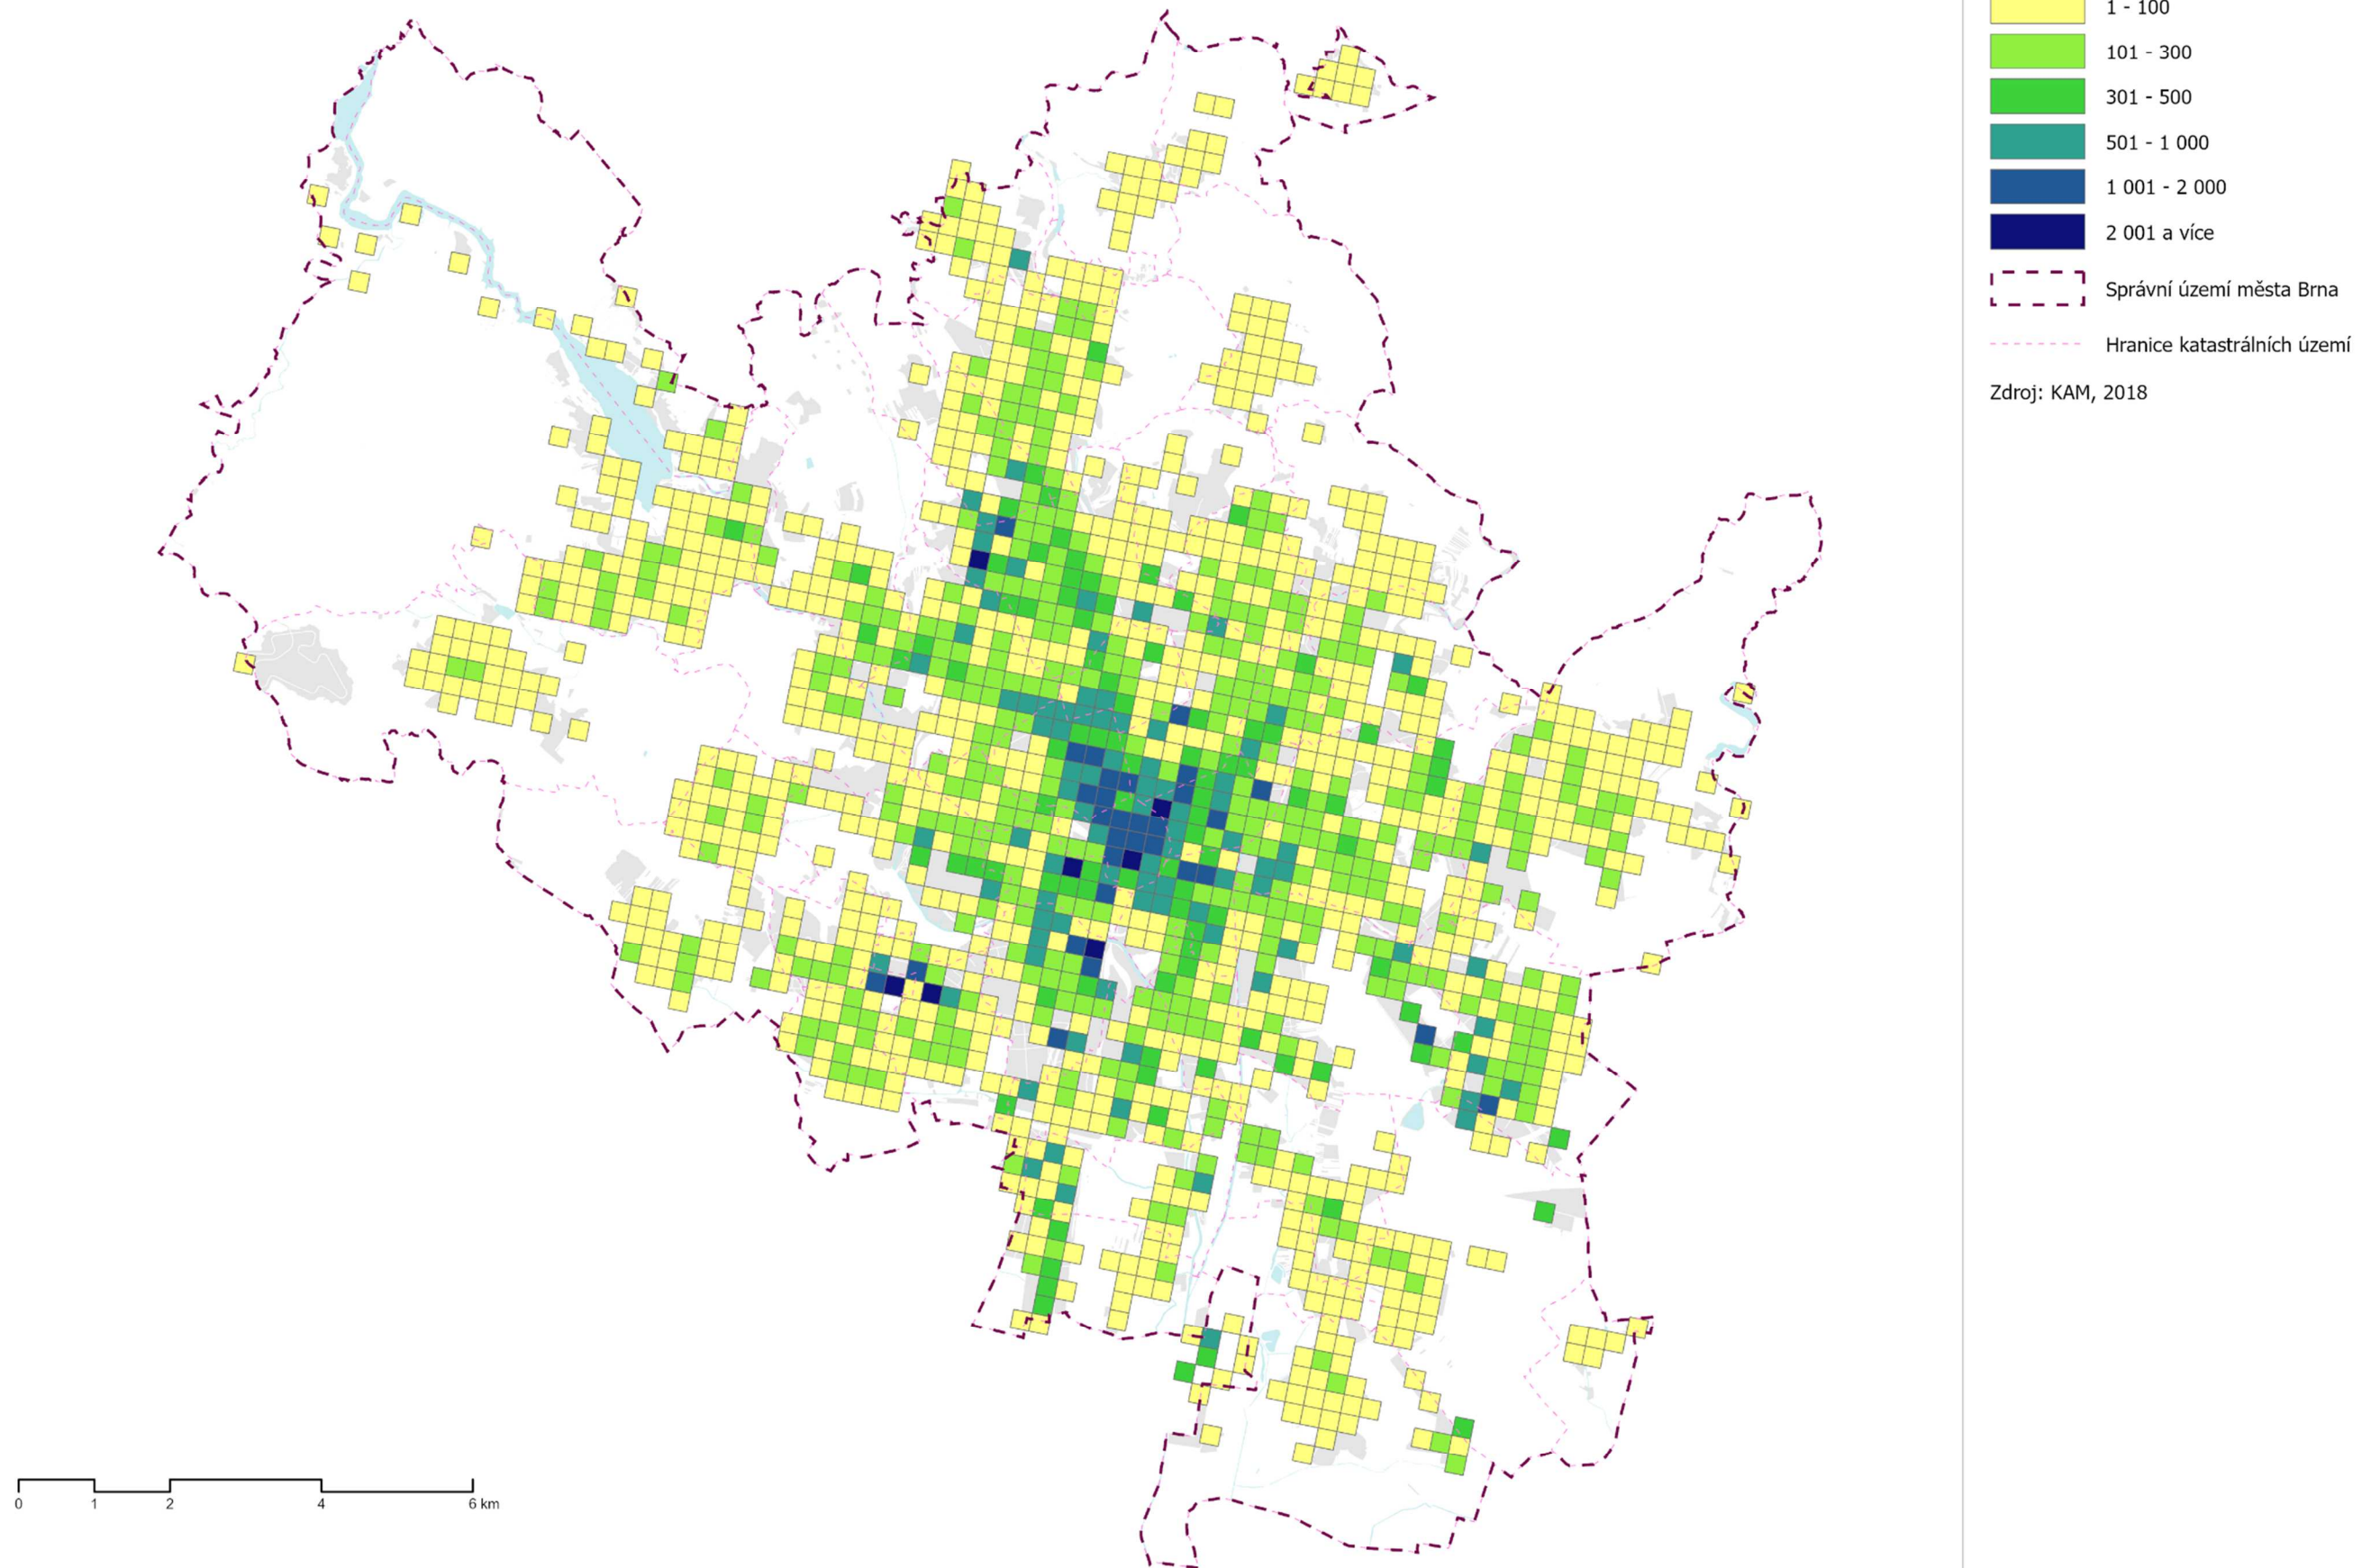 1 - 100
101 - 300
301 - 500
501 - 1 000
1 001 - 2 000
2 001 a více
Správní území města Brna
Hranice katastrálních území
Zdroj: KAM, 2018
0 1 2 4 6 km